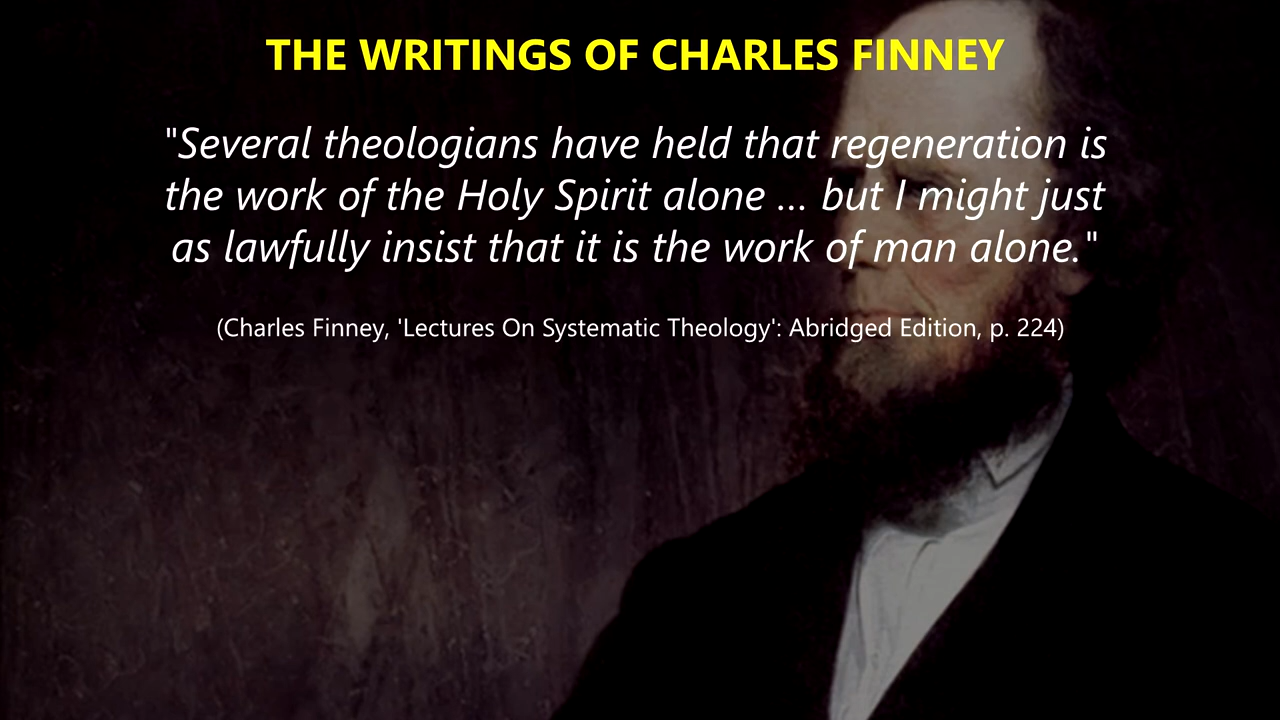 THE WRITINGS OF CHARLES FINNEY
"Several theologians have held that regeneration is
the work of the Holy Spirit alone ... but I might just
as lawfully insist that it is the work of man alone."
(Charles Finney, 'Lectures On Systematic Theology': Abridged Edition, p. 224)